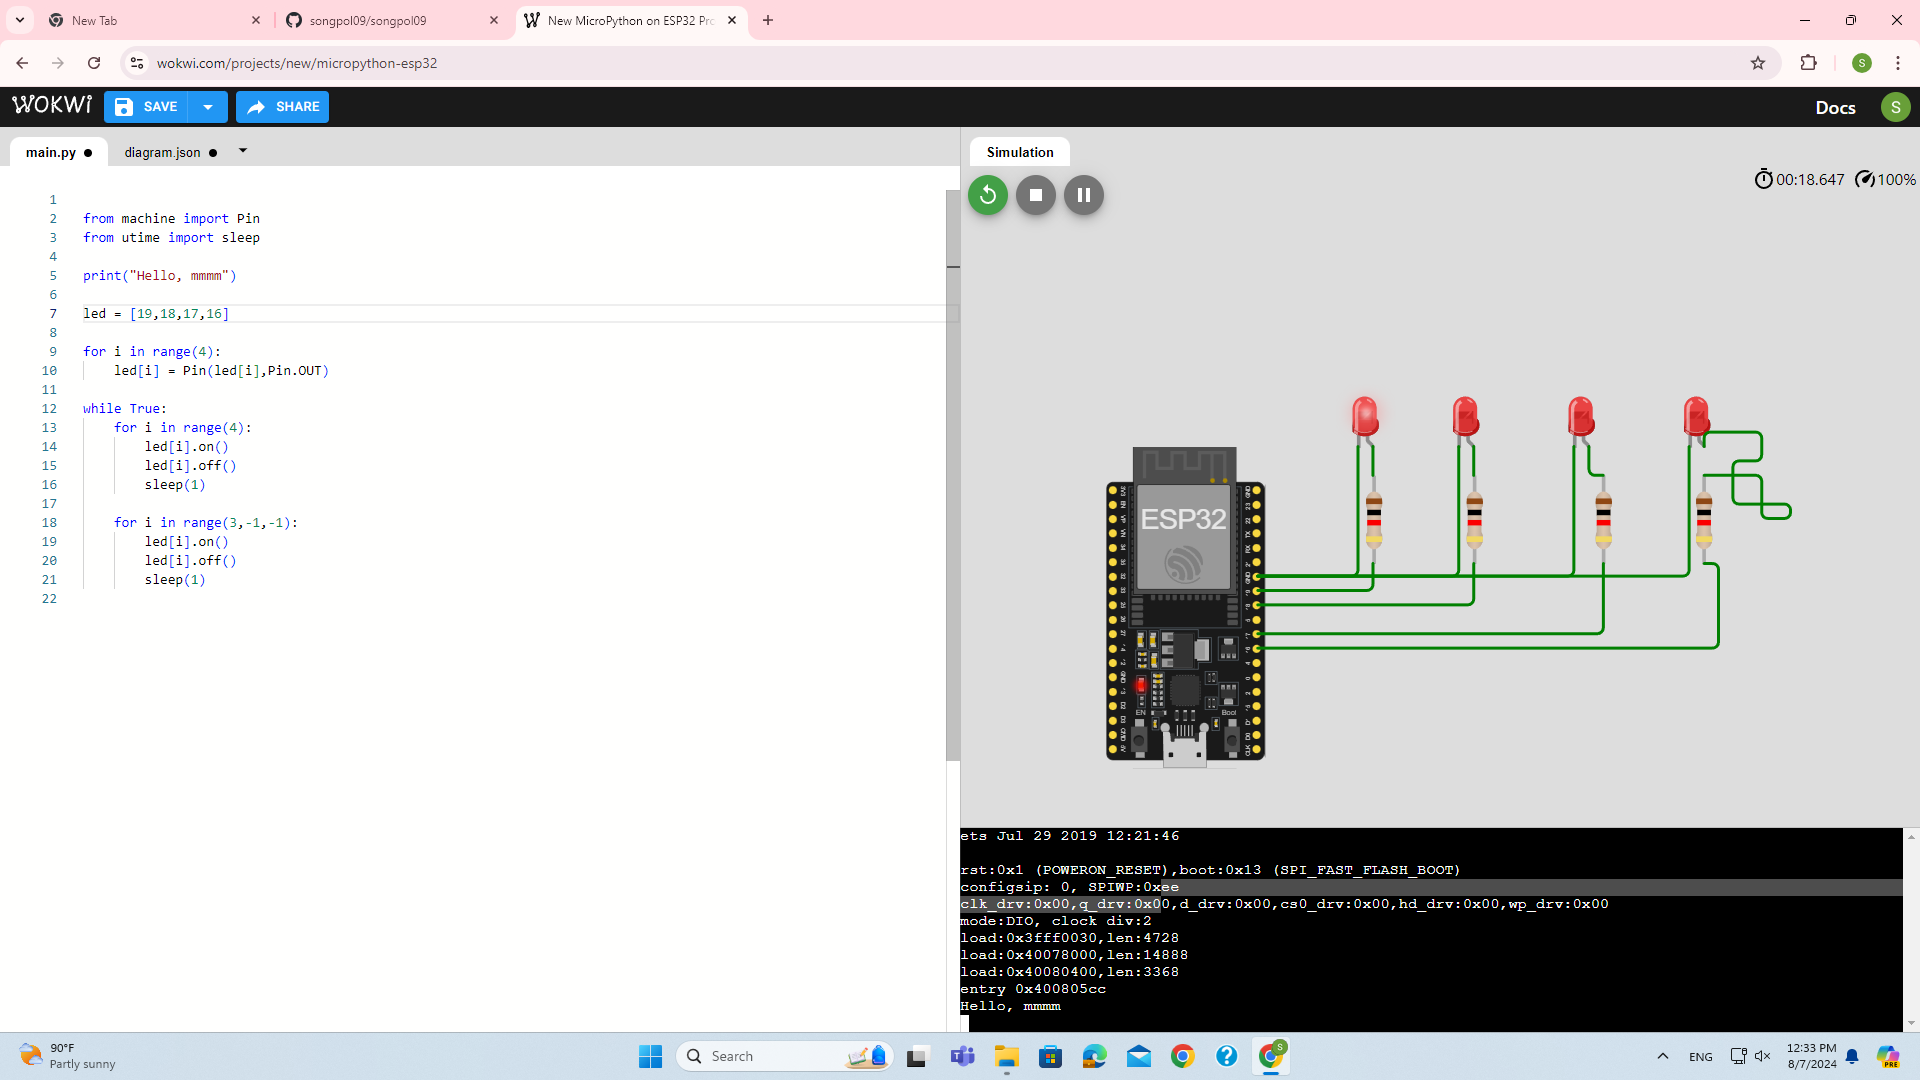 New Tab
songpol09/songpol09
New MicroPython on ESP32 Pro
wokwi.com/projects/new/micropython-esp32
S
WOKWi
SAVE
SHARE
Docs
S
main.py
diagram.json
1
2 from machine import Pin
3 from utime import sleep
4
5 print("Hello, mmmm")
6
7 led = [19,18,17,16]
8
9 for i in range(4):
10 led[i] = Pin(led[i],Pin.OUT)
11
12 while True:
13 for i in range(4):
14 led[i].on()
15 led[i].off()
16 sleep(1)
17
18 for i in range(3,-1,-1):
19 led[i].on()
20 led[i].off()
21 sleep(1)
22
Simulation
00:18.647
100%
ESP32
EN
Boot
ets Jul 29 2019 12:21:46
rst:0x1 (POWERON_RESET),boot:0x13 (SPI_FAST_FLASH_BOOT)
configsip: 0, SPIWP:0xee
clk_drv:0x00,q_drv:0x00,d_drv:0x00,cs0_drv:0x00,hd_drv:0x00,wp_drv:0x00
mode:DIO, clock div:2
load:0x3fff0030,len:4728
load:0x40078000,len:14888
load:0x40080400,len:3368
entry 0x400805cc
Hello, mmmm
90°F
Partly sunny
Search
S
ENG
12:33 PM
8/7/2024
PRE